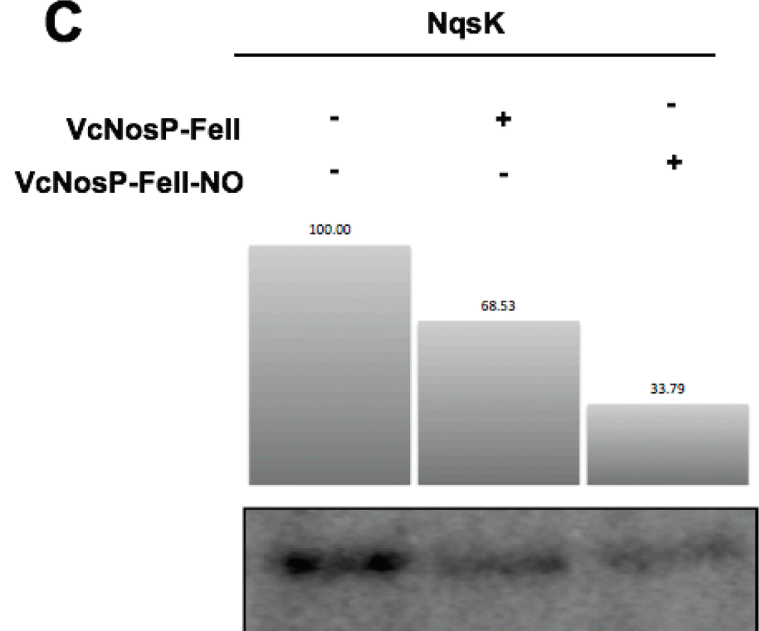 C
NqsK
VcNosP-FeII - + -
VcNosP-FeII-NO - - +
100.00
68.53
33.79